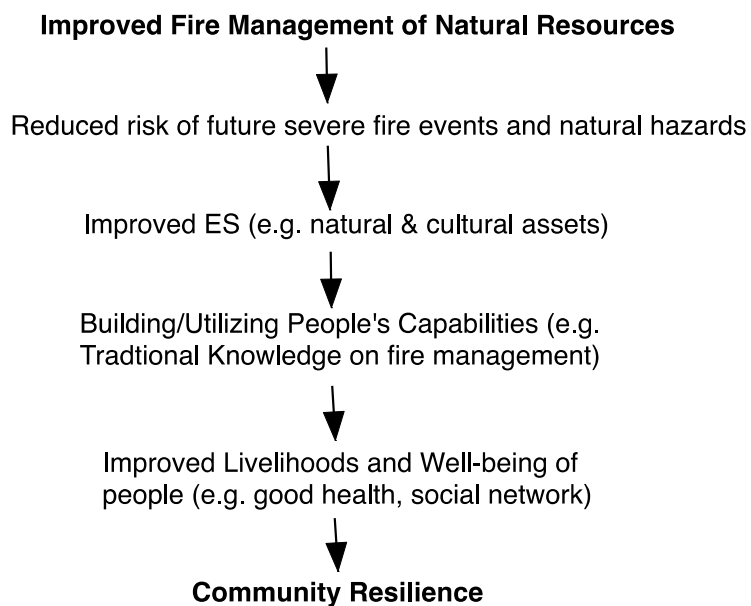 Improved Fire Management of Natural Resources
Reduced risk of future severe fire events and natural hazards
Improved ES (e.g. natural & cultural assets)
Building/Utilizing People's Capabilities (e.g.
Tradtional Knowledge on fire management)
Improved Livelihoods and Well-being of
people (e.g. good health, social network)
Community Resilience